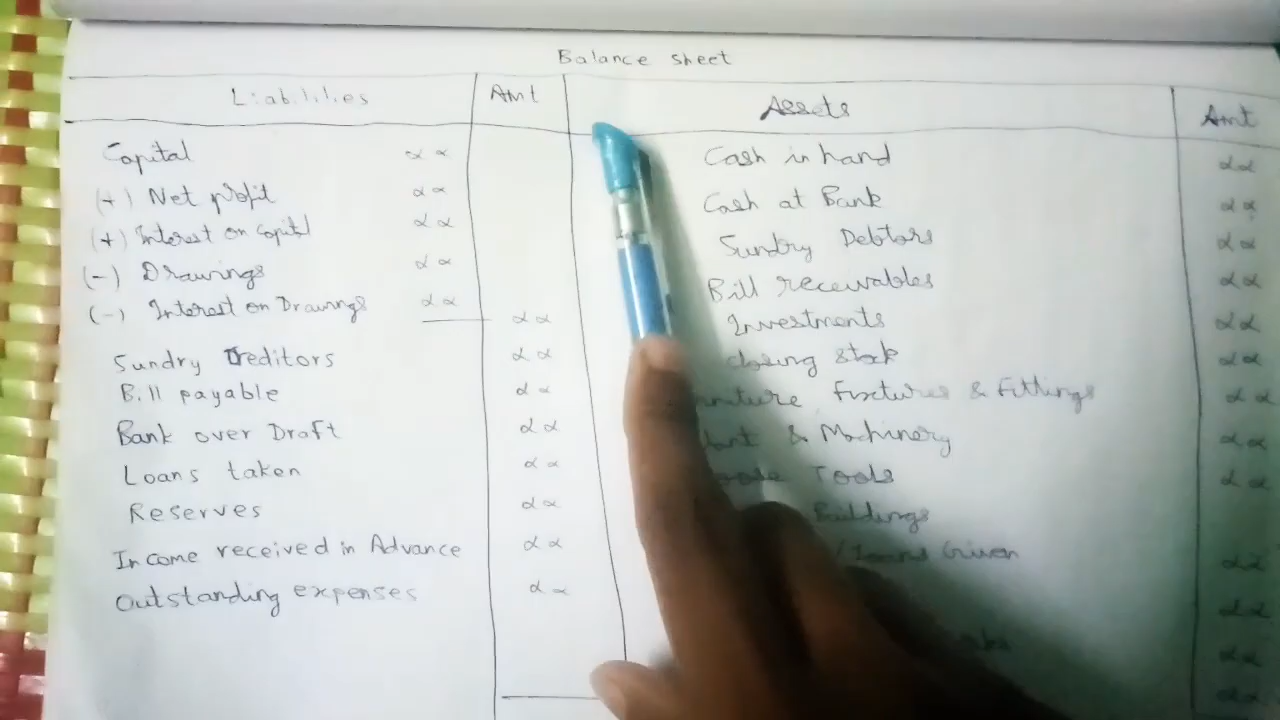 Balance sheet
Liabilities Amt
Capital xx
(+) Net profit xx
(+) Interest on Capital xx
(-) Drawings xx
(-) Interest on Drawings xx xx
Sundry Creditors xx
Bill payable xx
Bank over Draft xx
Loans taken xx
Reserves xx
Income received in Advance xx
Outstanding expenses xx
Assets Amt
Cash in hand xx
Cash at Bank xx
Sundry Debtors xx
Bill receivables xx
Investments xx
closing stock xx
Fixctures & Fittings xx
& Machinery xx
Tools xx
Buildings
/Loans Given xx
xx
xx
xx